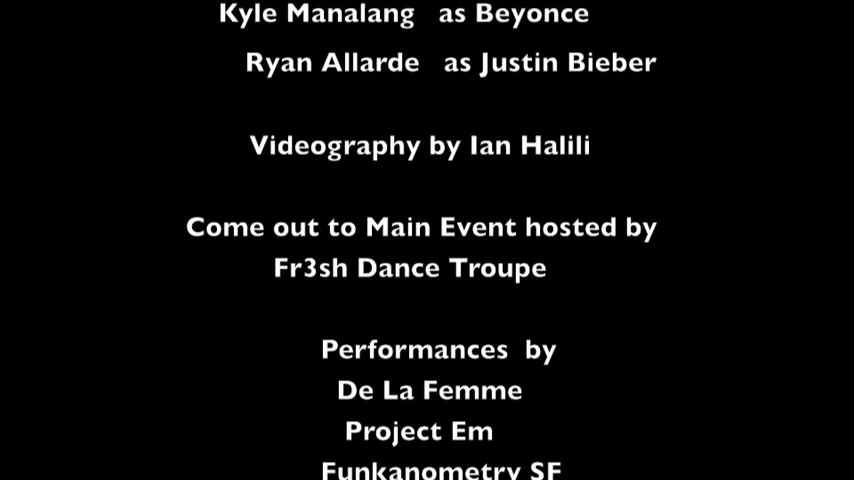 Kyle Manalang as Beyonce
Ryan Allarde as Justin Bieber
Videography by Ian Halili
Come out to Main Event hosted by
Fr3sh Dance Troupe
Performances by
De La Femme
Project Em
Funkanometry SF